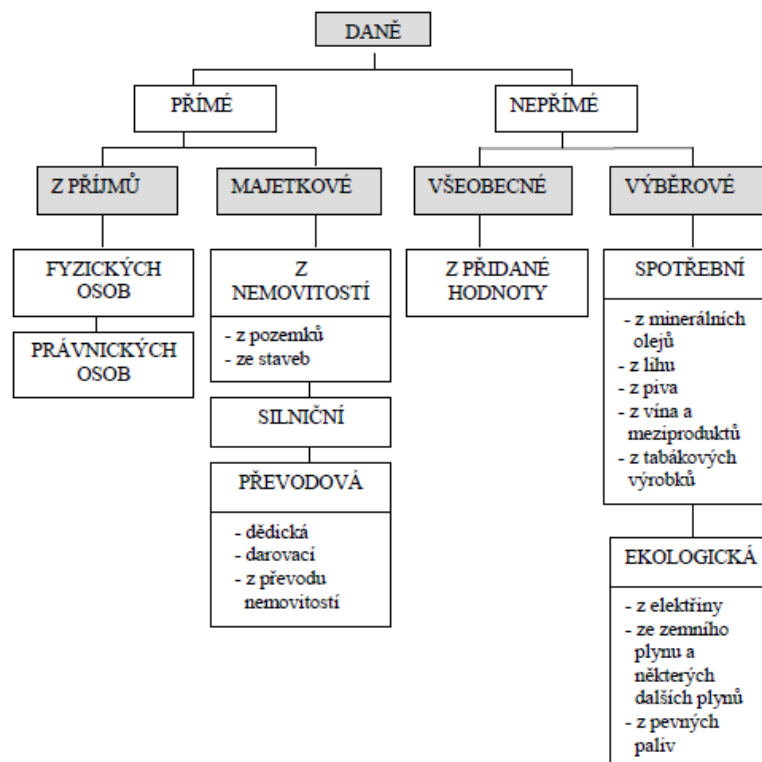 DANĚ
PŘÍMÉ
NEPŘÍMÉ
Z PŘÍJMŮ
MAJETKOVÉ
VŠEOBECNÉ
VÝBĚROVÉ
FYZICKÝCH
OSOB
PRÁVNICKÝCH
OSOB
Z
NEMOVITOSTÍ
- z pozemků
- ze staveb
SILNIČNÍ
PŘEVODOVÁ
- dědická
- darovací
- z převodu
nemovitostí
Z PŘIDANÉ
HODNOTY
SPOTŘEBNÍ
- z minerálních
olejů
- z lihu
- z piva
- z vína a
meziproduktů
- z tabákových
výrobků
EKOLOGICKÁ
- z elektřiny
- ze zemního
plynu a
některých
dalších plynů
- z pevných
paliv